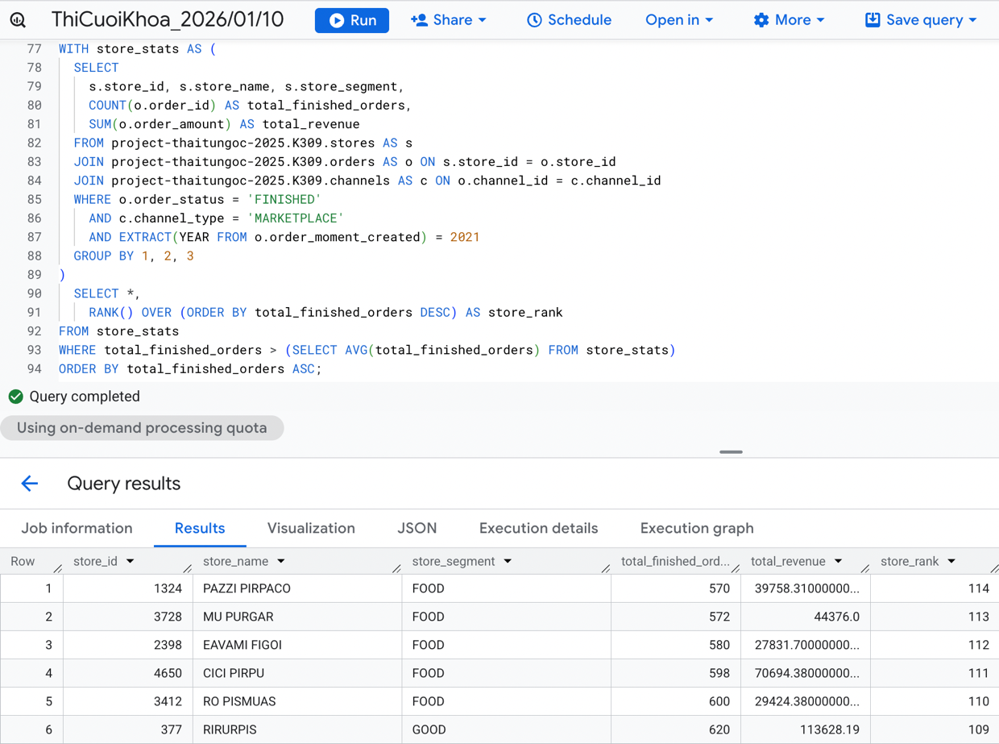 ThiCuoiKhoa_2026/01/10 Run Share Schedule Open in More Save query
77 WITH store_stats AS (
78 SELECT
79 s.store_id, s.store_name, s.store_segment,
80 COUNT(o.order_id) AS total_finished_orders,
81 SUM(o.order_amount) AS total_revenue
82 FROM project-thaitungoc-2025.K309.stores AS s
83 JOIN project-thaitungoc-2025.K309.orders AS o ON s.store_id = o.store_id
84 JOIN project-thaitungoc-2025.K309.channels AS c ON o.channel_id = c.channel_id
85 WHERE o.order_status = 'FINISHED'
86 AND c.channel_type = 'MARKETPLACE'
87 AND EXTRACT(YEAR FROM o.order_moment_created) = 2021
88 GROUP BY 1, 2, 3
89 )
90 SELECT *,
91 RANK() OVER (ORDER BY total_finished_orders DESC) AS store_rank
92 FROM store_stats
93 WHERE total_finished_orders > (SELECT AVG(total_finished_orders) FROM store_stats)
94 ORDER BY total_finished_orders ASC;
Query completed
Using on-demand processing quota
Query results
Job information Results Visualization JSON Execution details Execution graph
Row store_id store_name store_segment total_finished_ord... total_revenue store_rank
1 1324 PAZZI PIRPACO FOOD 570 39758.31000000... 114
2 3728 MU PURGAR FOOD 572 44376.0 113
3 2398 EAVAMI FIGOI FOOD 580 27831.70000000... 112
4 4650 CICI PIRPU FOOD 598 70694.38000000... 111
5 3412 RO PISMUAS FOOD 600 29424.38000000... 110
6 377 RIRURPIS GOOD 620 113628.19 109